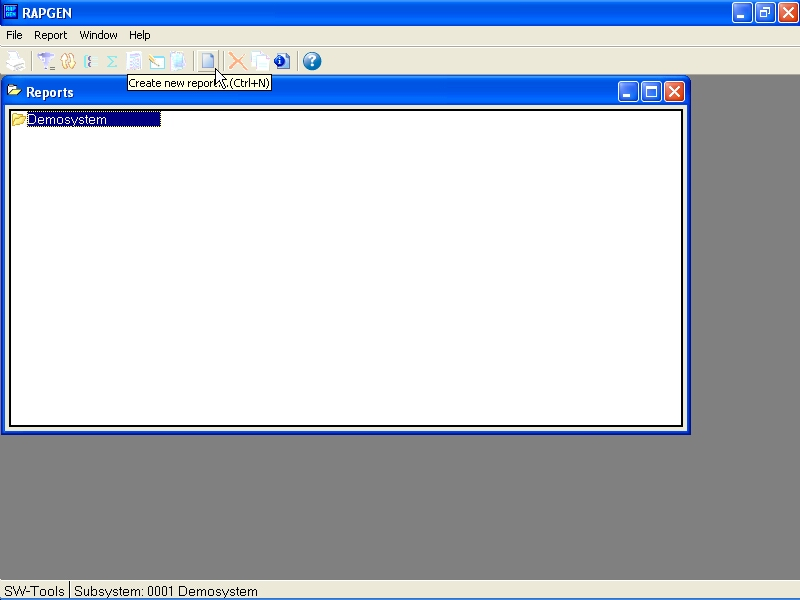 RAPGEN
File Report Window Help
Create new report. (Ctrl+N)
Reports
Demosystem
SW-Tools Subsystem: 0001 Demosystem